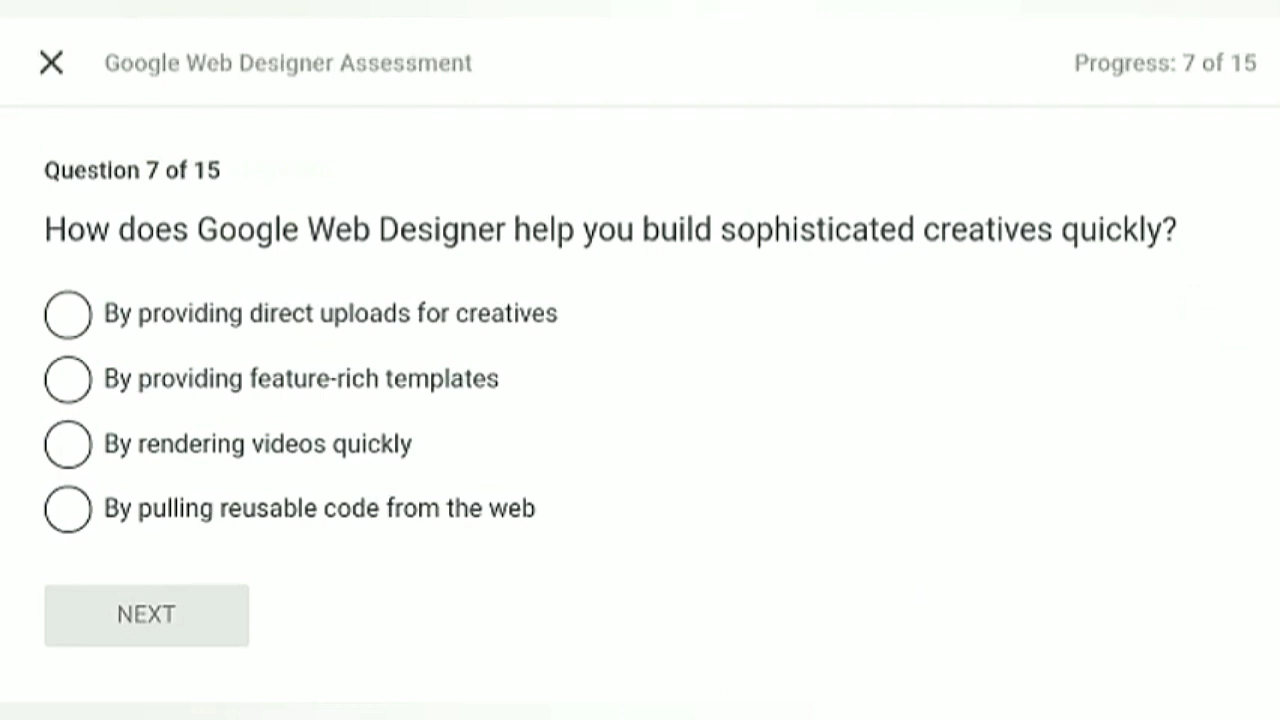 Google Web Designer Assessment
Progress: 7 of 15
Question 7 of 15
How does Google Web Designer help you build sophisticated creatives quickly?
By providing direct uploads for creatives
By providing feature-rich templates
By rendering videos quickly
By pulling reusable code from the web
NEXT